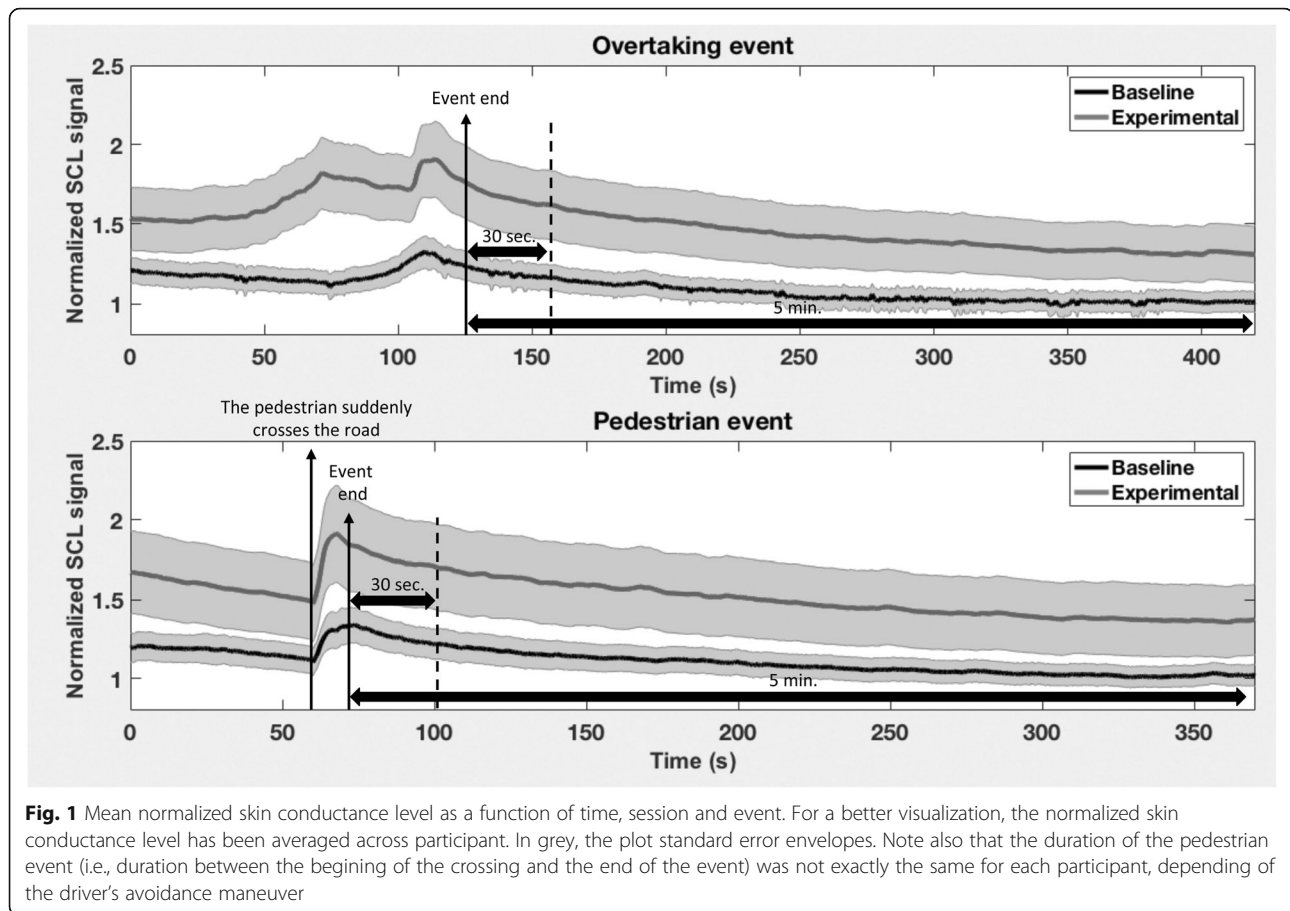 Overtaking event
2.5
2
1.5
1
Normalized SCL signal
Event end
Baseline
Experimental
30 sec.
5 min.
0 50 100 150 200 250 300 350 400
Time (s)
The pedestrian suddenly
crosses the road
Pedestrian event
2.5
2
1.5
1
Normalized SCL signal
Event
end
Baseline
Experimental
30 sec.
5 min.
0 50 100 150 200 250 300 350
Time (s)
Fig. 1 Mean normalized skin conductance level as a function of time, session and event. For a better visualization, the normalized skin
conductance level has been averaged across participant. In grey, the plot standard error envelopes. Note also that the duration of the pedestrian
event (i.e., duration between the begining of the crossing and the end of the event) was not exactly the same for each participant, depending of
the driver's avoidance maneuver